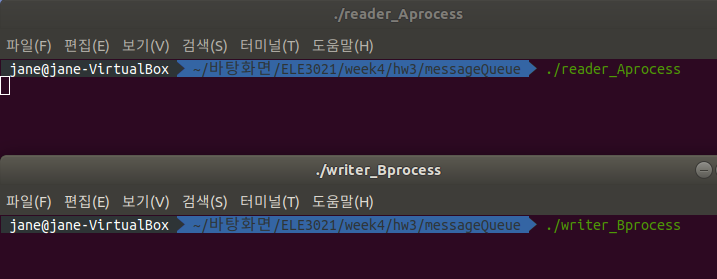 ./reader_Aprocess
파일(F) 편집(E) 보기(V) 검색(S) 터미널(T) 도움말(H)
jane@jane-VirtualBox ~/바탕화면/ELE3021/week4/hw3/messageQueue ./reader_Aprocess
./writer_Bprocess
파일(F) 편집(E) 보기(V) 검색(S) 터미널(T) 도움말(H)
jane@jane-VirtualBox ~/바탕화면/ELE3021/week4/hw3/messageQueue ./writer_Bprocess